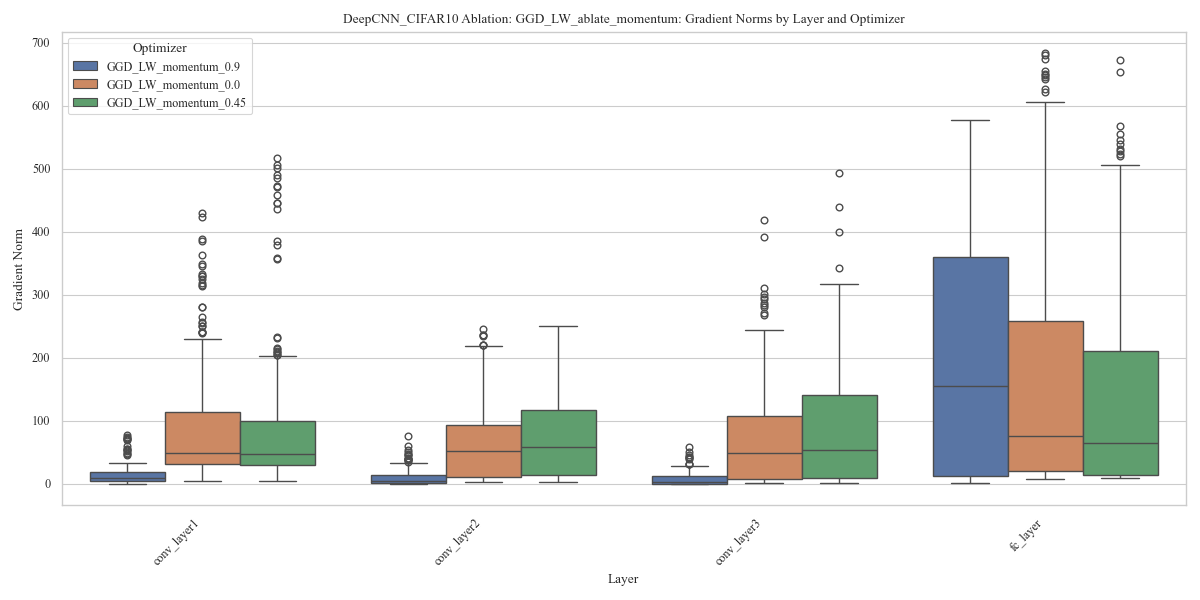 DeepCNN_CIFAR10 Ablation: GGD_LW_ablate_momentum: Gradient Norms by Layer and Optimizer
Optimizer
GGD_LW_momentum_0.9
GGD_LW_momentum_0.0
GGD_LW_momentum_0.45
Gradient Norm
700
600
500
400
300
200
100
0
conv_layer1
conv_layer2
conv_layer3
fc_layer
Layer